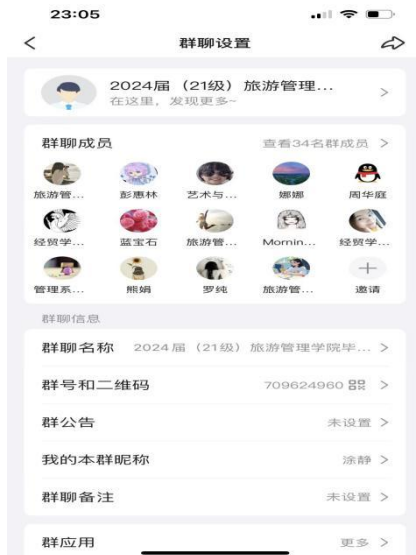 23:05
群聊设置
2024届（21级）旅游管理...
在这里，发现更多~
群聊成员 查看34名群成员
旅游管... 彭惠林 艺术与... 娜娜 周华庭
经贸学... 蓝宝石 旅游管... Mornin... 经贸学...
管理系... 熊娟 罗纯 旅游管... 邀请
群聊信息
群聊名称 2024届（21级）旅游管理学院毕...
群号和二维码 709624960
群公告 未设置
我的本群昵称 涂静
群聊备注 未设置
群应用 更多